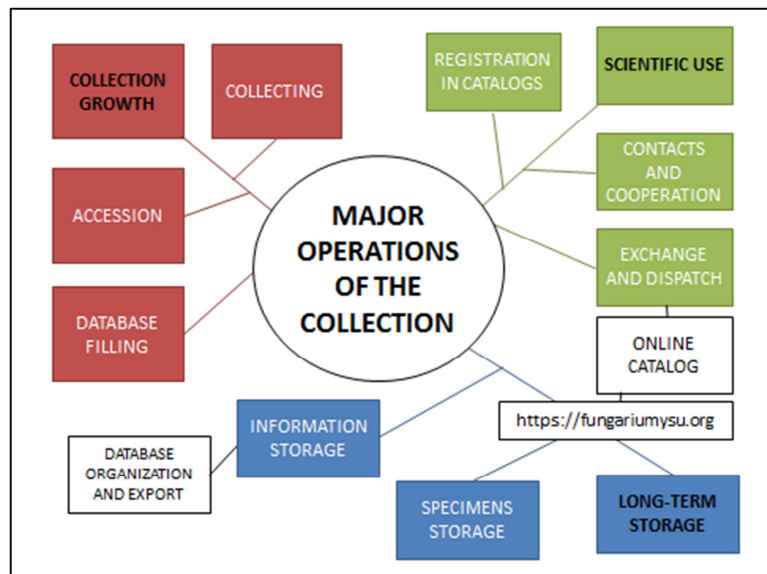 COLLECTION
GROWTH
COLLECTING
REGISTRATION
IN CATALOGS
SCIENTIFIC USE
ACCESSION
CONTACTS
AND
COOPERATION
MAJOR
OPERATIONS
OF THE
COLLECTION
DATABASE
FILLING
EXCHANGE
AND DISPATCH
ONLINE
CATALOG
https://fungariumysu.org
INFORMATION
STORAGE
DATABASE
ORGANIZATION
AND EXPORT
SPECIMENS
STORAGE
LONG-TERM
STORAGE